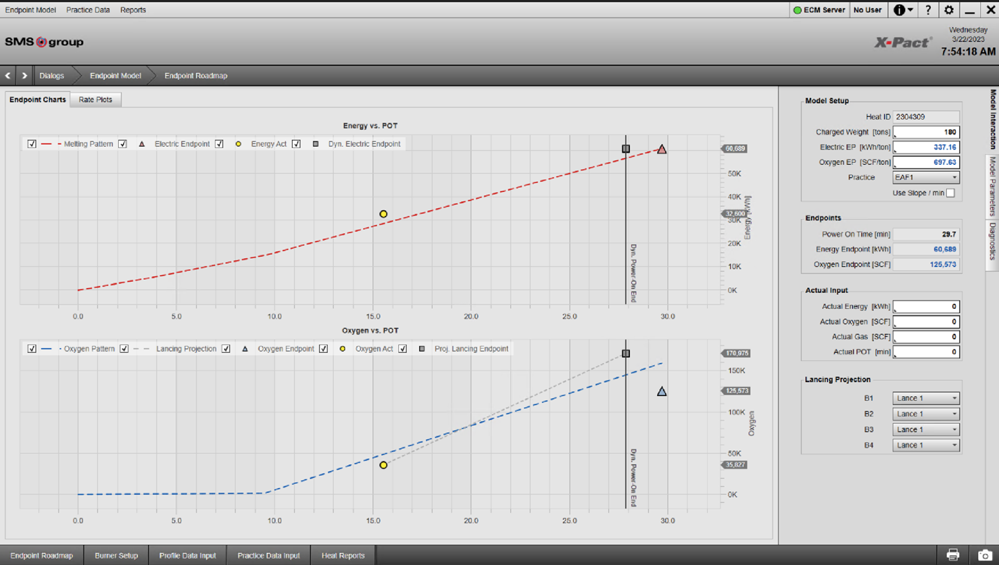 Endpoint Model Practice Data Reports ECM Server No User ?
SMS group X-Pact® Wednesday
3/22/2023
7:54:18 AM
Dialogs Endpoint Model Endpoint Roadmap
Endpoint Charts Rate Plots
Energy vs. POT
Melting Pattern Electric Endpoint Energy Act Dyn. Electric Endpoint
60,689
50K
40K
32,600
30K
20K
10K
0K
Energy [kWh]
Dyn. Power-On End
0.0 5.0 10.0 15.0 20.0 25.0 30.0
Oxygen vs. POT
Oxygen Pattern Lancing Projection Oxygen Endpoint Oxygen Act Proj. Lancing Endpoint
170,975
150K
125,573
100K
50K
35,827
0K
Oxygen
Dyn. Power-On End
0.0 5.0 10.0 15.0 20.0 25.0 30.0
Model Setup
Heat ID 2304309
Charged Weight [tons] 180
Electric EP [kWh/ton] 337.16
Oxygen EP [SCF/ton] 697.63
Practice EAF1
Use Slope / min
Endpoints
Power On Time [min] 29.7
Energy Endpoint [kWh] 60,689
Oxygen Endpoint [SCF] 125,573
Actual Input
Actual Energy [kWh] 0
Actual Oxygen [SCF] 0
Actual Gas [SCF] 0
Actual POT [min] 0
Lancing Projection
B1 Lance 1
B2 Lance 1
B3 Lance 1
B4 Lance 1
Model Interaction
Model Parameters
Diagnostics
Endpoint Roadmap Burner Setup Profile Data Input Practice Data Input Heat Reports